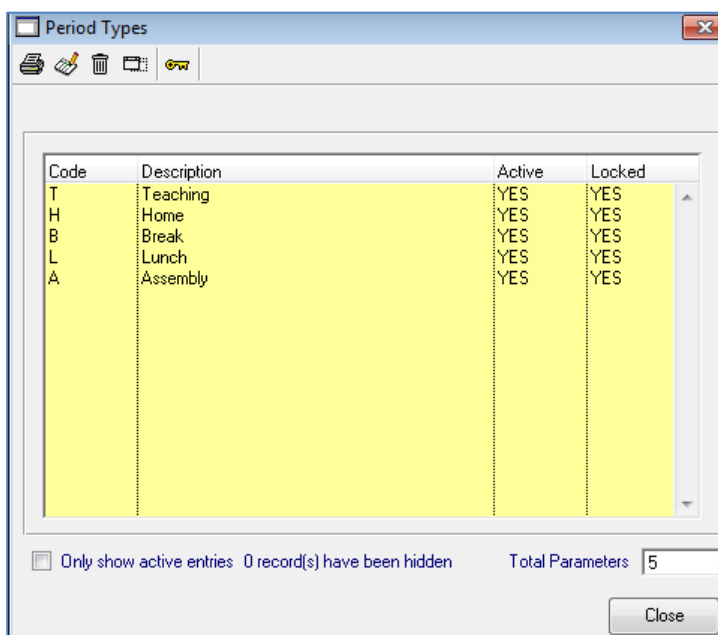 Period Types
Code Description Active Locked
T Teaching YES YES
H Home YES YES
B Break YES YES
L Lunch YES YES
A Assembly YES YES
Only show active entries 0 record(s) have been hidden Total Parameters 5
Close